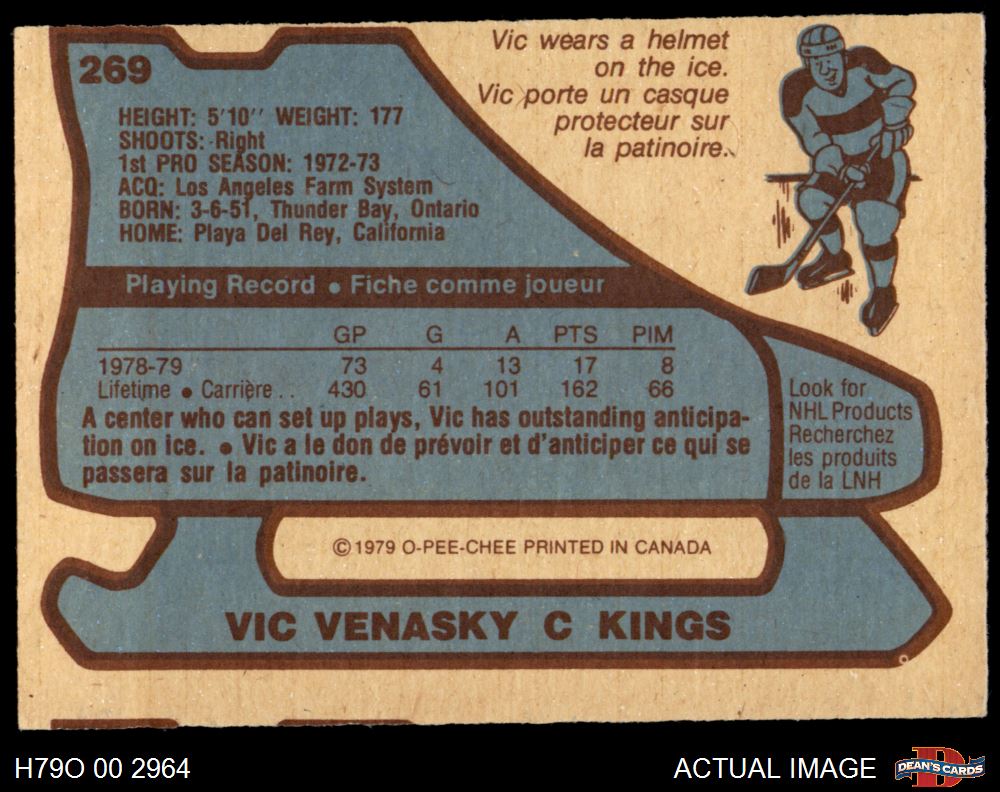 269
Vic wears a helmet
on the ice.
Vic porte un casque
protecteur sur
la patinoire.
HEIGHT: 5'10'' WEIGHT: 177
SHOOTS: Right
1st PRO SEASON: 1972-73
ACQ: Los Angeles Farm System
BORN: 3-6-51, Thunder Bay, Ontario
HOME: Playa Del Rey, California
Playing Record • Fiche comme joueur
GP G A PTS PIM
1978-79 73 4 13 17 8
Lifetime • Carrière . . 430 61 101 162 66
A center who can set up plays, Vic has outstanding anticipa-
tion on ice. • Vic a le don de prévoir et d'anticiper ce qui se
passera sur la patinoire.
Look for
NHL Products
Recherchez
les produits
de la LNH
© 1979 O-PEE-CHEE PRINTED IN CANADA
VIC VENASKY C KINGS
H79O 00 2964
ACTUAL IMAGE
D
DEAN'S CARDS